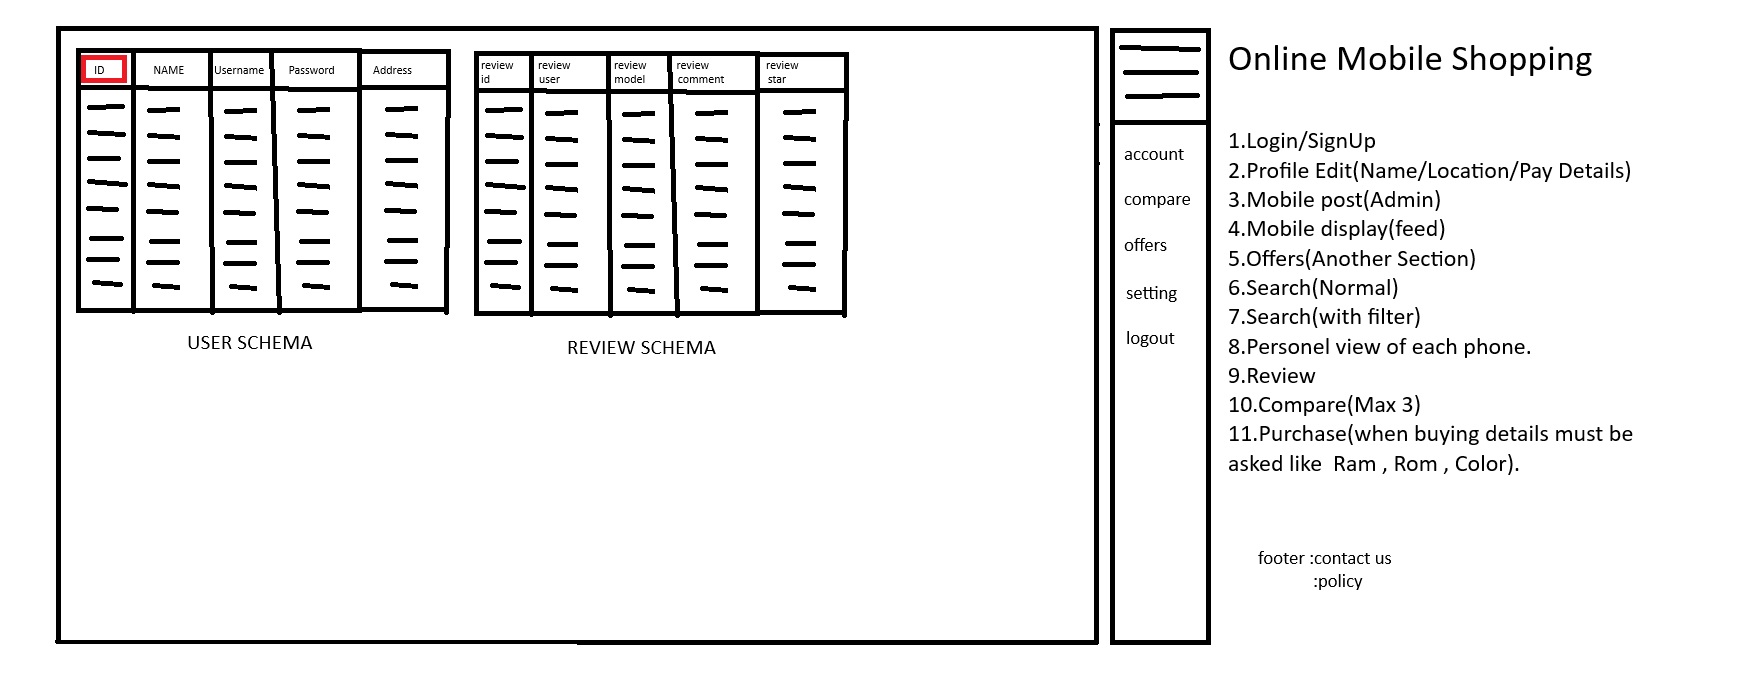 ID
NAME
Username
Password
Address
review
id
review
user
review
model
review
comment
review
star
USER SCHEMA
REVIEW SCHEMA
account
compare
offers
setting
logout
Online Mobile Shopping
1.Login/SignUp
2.Profile Edit(Name/Location/Pay Details)
3.Mobile post(Admin)
4.Mobile display(feed)
5.Offers(Another Section)
6.Search(Normal)
7.Search(with filter)
8.Personel view of each phone.
9.Review
10.Compare(Max 3)
11.Purchase(when buying details must be
asked like  Ram , Rom , Color).
footer :contact us
:policy